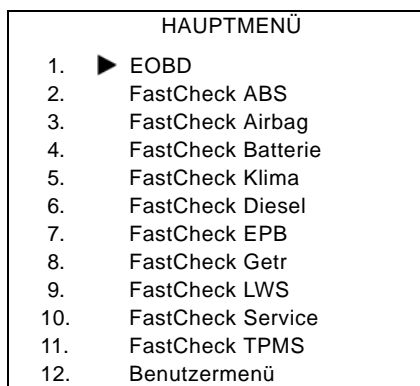 HAUPTMENÜ
1. ▶ EOBD
2. FastCheck ABS
3. FastCheck Airbag
4. FastCheck Batterie
5. FastCheck Klima
6. FastCheck Diesel
7. FastCheck EPB
8. FastCheck Getr
9. FastCheck LWS
10. FastCheck Service
11. FastCheck TPMS
12. Benutzermenü